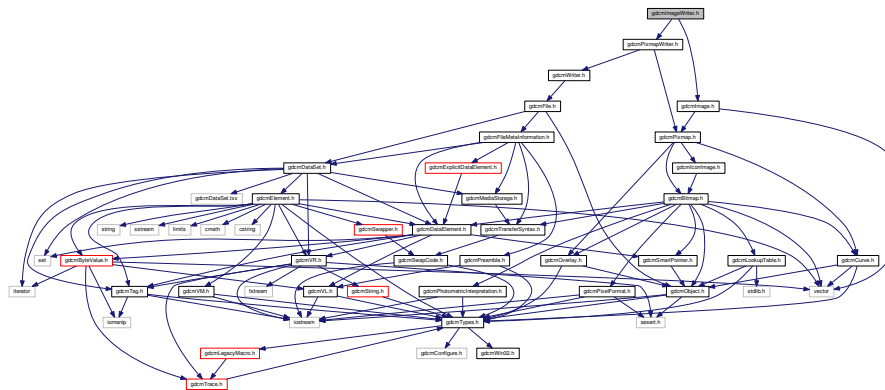 gdcmImageWriter.h
gdcmPixmapWriter.h
gdcmWriter.h
gdcmFile.h
gdcmImage.h
gdcmFileMetaInformation.h
gdcmPixmap.h
gdcmDataSet.h
gdcmExplicitDataElement.h
gdcmIconImage.h
gdcmDataSet.txx
gdcmElement.h
gdcmMediaStorage.h
gdcmBitmap.h
string
sstream
limits
cmath
cstring
gdcmSwapper.h
gdcmDataElement.h
gdcmTransferSyntax.h
set
gdcmByteValue.h
gdcmVR.h
gdcmSwapCode.h
gdcmPreamble.h
gdcmOverlay.h
gdcmSmartPointer.h
gdcmLookupTable.h
gdcmCurve.h
iterator
gdcmTag.h
gdcmVM.h
fstream
gdcmVL.h
gdcmString.h
gdcmPhotometricInterpretation.h
gdcmPixelFormat.h
gdcmObject.h
stdlib.h
vector
iomanip
iostream
gdcmTypes.h
assert.h
gdcmLegacyMacro.h
gdcmConfigure.h
gdcmWin32.h
gdcmTrace.h